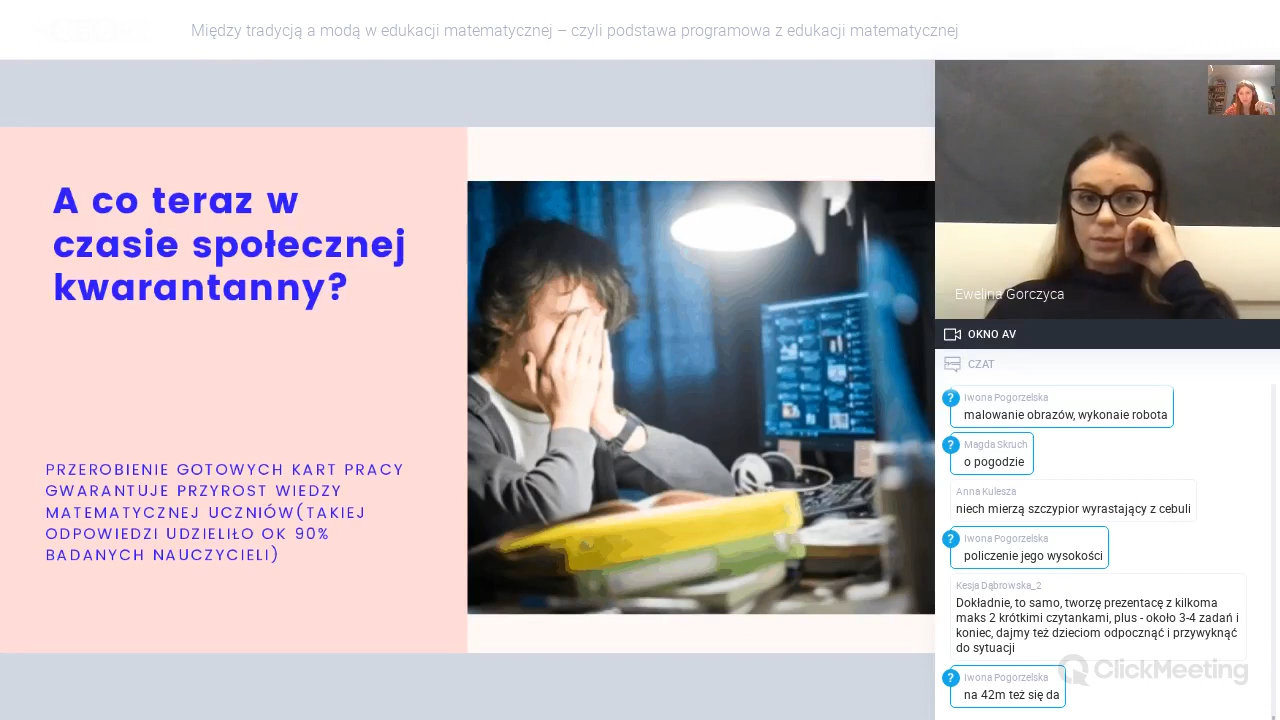 Między tradycją a modą w edukacji matematycznej – czyli podstawa programowa z edukacji matematycznej
A co teraz w
czasie społecznej
kwarantanny?
PRZEROBIENIE GOTOWYCH KART PRACY
GWARANTUJE PRZYROST WIEDZY
MATEMATYCZNEJ UCZNIÓW(TAKIEJ
ODPOWIEDZI UDZIELIŁO OK 90%
BADANYCH NAUCZYCIELI)
Ewelina Gorczyca
OKNO AV
CZAT
? Iwona Pogorzelska
malowanie obrazów, wykonaie robota
? Magda Skruch
o pogodzie
Anna Kulesza
niech mierzą szczypior wyrastający z cebuli
? Iwona Pogorzelska
policzenie jego wysokości
Kesja Dąbrowska_2
Dokładnie, to samo, tworzę prezentacę z kilkoma
maks 2 krótkimi czytankami, plus - około 3-4 zadań i
koniec, dajmy też dzieciom odpocznąć i przywyknąć
do sytuacji
? Iwona Pogorzelska
na 42m też się da
ClickMeeting